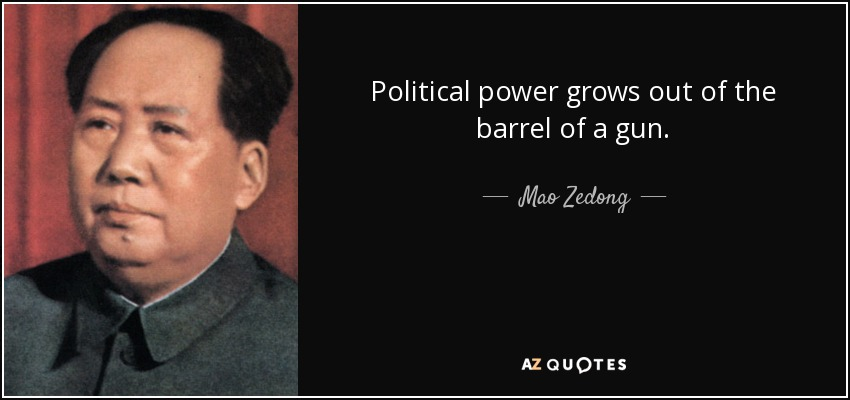 Political power grows out of the
barrel of a gun.
Mao Zedong
AZ QUOTES